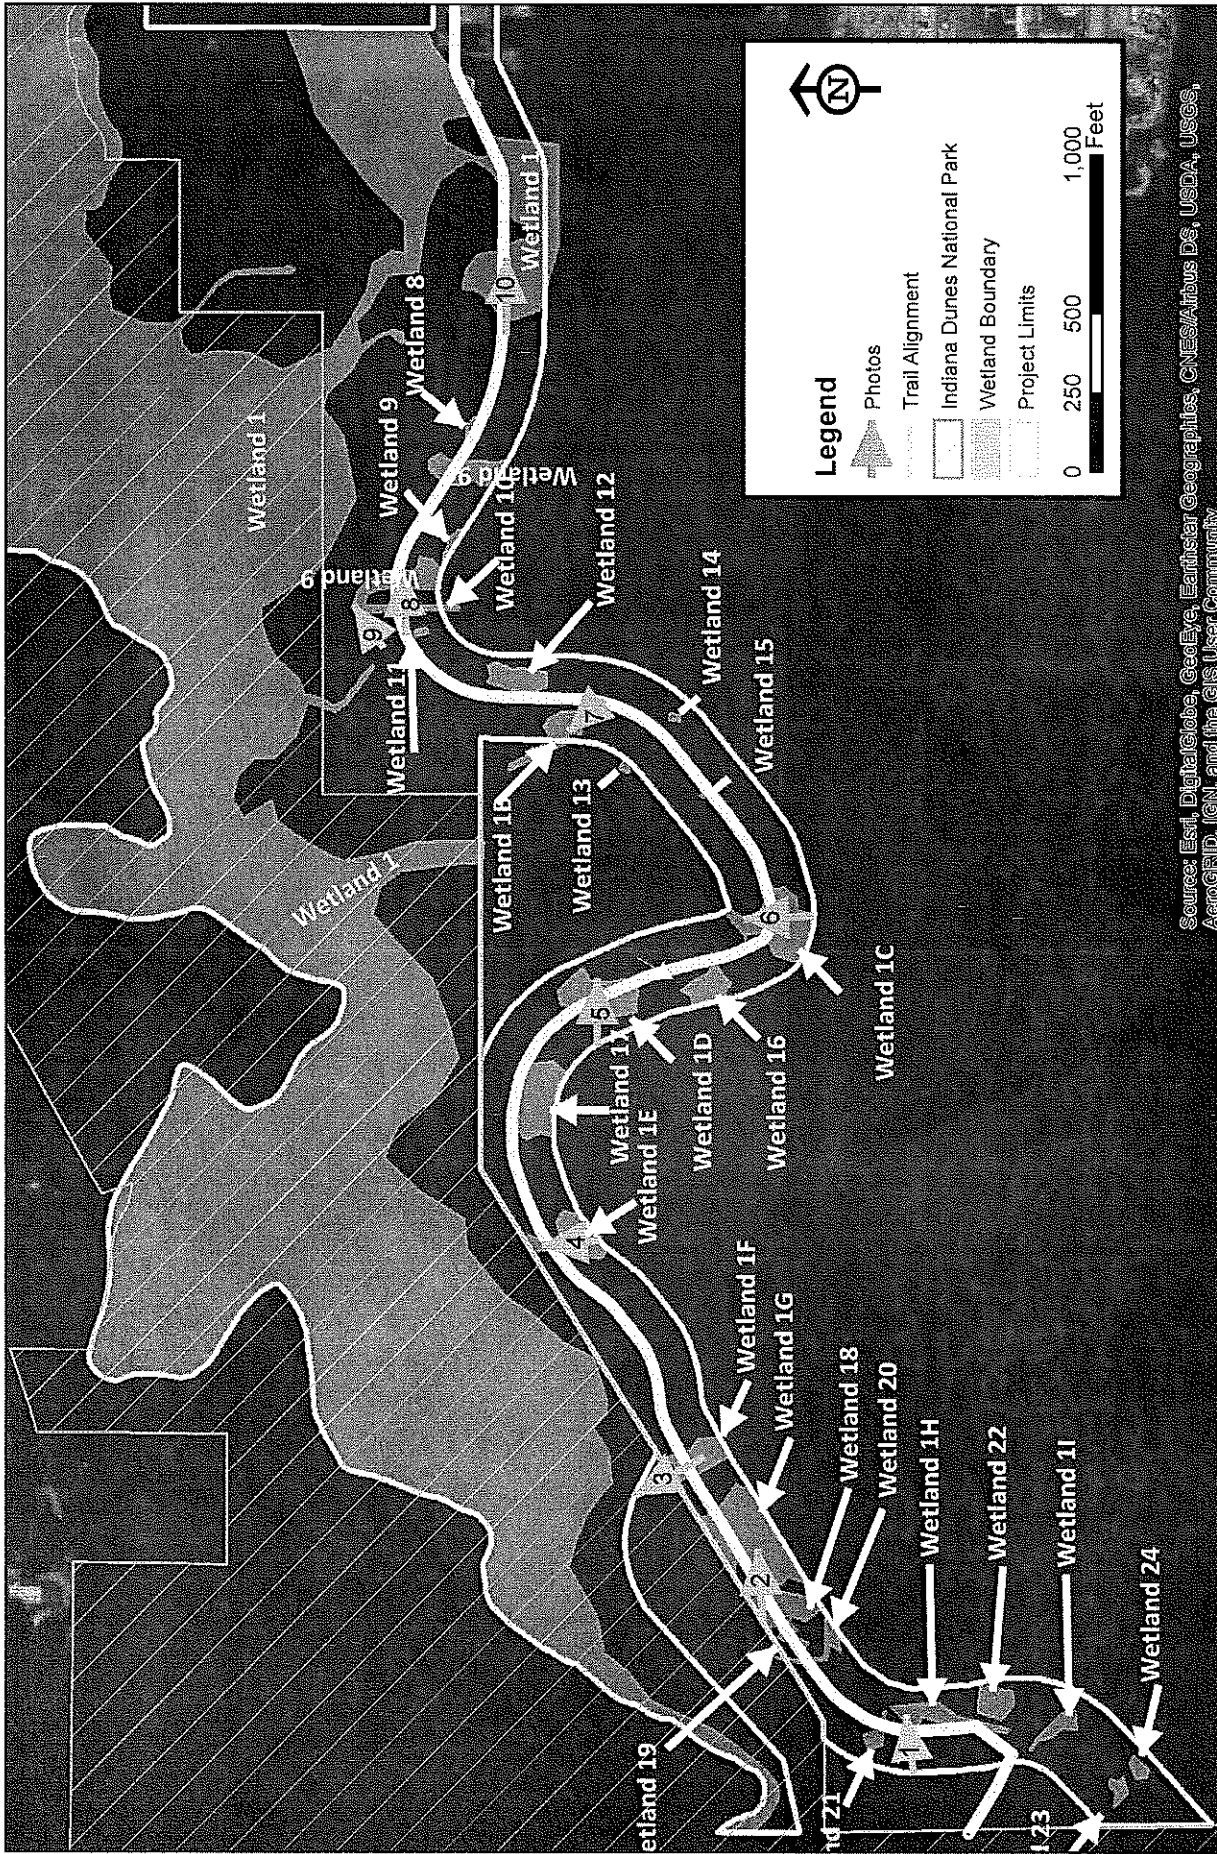 Wetland 1
Wetland 1
Wetland 1
Wetland 8
Wetland 9
Wetland 9
Wetland 9
Wetland 10
Wetland 11
Wetland 12
Wetland 13
Wetland 14
Wetland 15
Wetland 1C
Wetland 16
Wetland 1D
Wetland 1E
Wetland 1F
Wetland 1G
Wetland 18
Wetland 20
Wetland 1H
Wetland 22
Wetland 1I
Wetland 24
etland 19
nd 21
d 23
1
2
3
4
5
6
7
8
9
10
Legend
Photos
Trail Alignment
Indiana Dunes National Park
Wetland Boundary
Project Limits
N
0 250 500 1,000
Feet
Source: Esri, DigitalGlobe, GeoEye, Earthstar Geographics, CNES/Airbus DS, USDA, USGS,
AeroGRID, IGN, and the GIS User Community